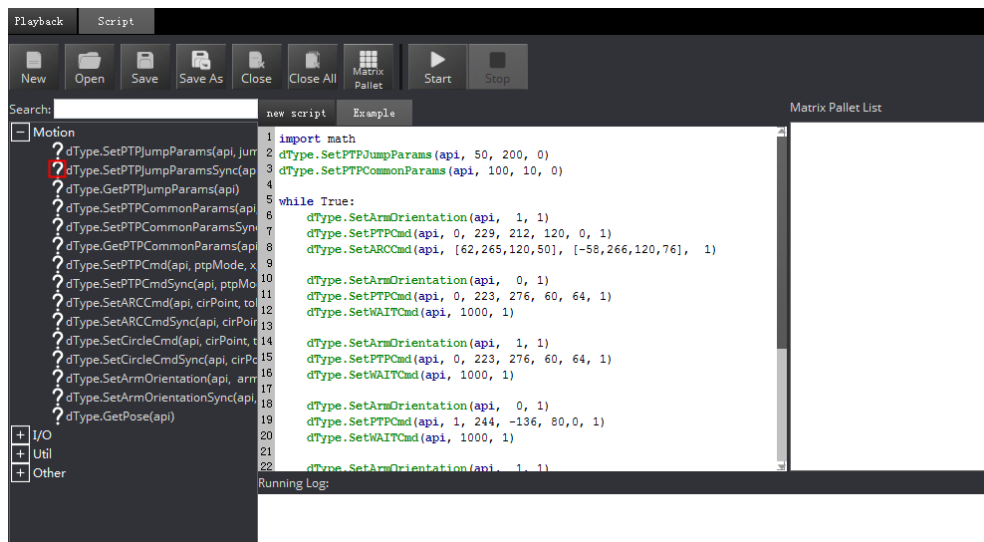 Playback Script
New Open Save Save As Close Close All Matrix Pallet Start Stop
Search:
new script Example
Matrix Pallet List
Motion
dType.SetPTPJumpParams(api, jum
dType.SetPTPJumpParamsSync(ap
dType.GetPTPJumpParams(api)
dType.SetPTPCommonParams(api
dType.SetPTPCommonParamsSyn
dType.GetPTPCommonParams(api
dType.SetPTPCmd(api, ptpMode, x
dType.SetPTPCmdSync(api, ptpMo
dType.SetARCCmd(api, cirPoint, tol
dType.SetARCCmdSync(api, cirPoir
dType.SetCircleCmd(api, cirPoint, t
dType.SetCircleCmdSync(api, cirPo
dType.SetArmOrientation(api, arm
dType.SetArmOrientationSync(api,
dType.GetPose(api)
I/O
Util
Other
1 import math
2 dType.SetPTPJumpParams(api, 50, 200, 0)
3 dType.SetPTPCommonParams(api, 100, 10, 0)
4
5 while True:
6 dType.SetArmOrientation(api, 1, 1)
7 dType.SetPTPCmd(api, 0, 229, 212, 120, 0, 1)
8 dType.SetARCCmd(api, [62,265,120,50], [-58,266,120,76], 1)
9
10 dType.SetArmOrientation(api, 0, 1)
11 dType.SetPTPCmd(api, 0, 223, 276, 60, 64, 1)
12 dType.SetWAITCmd(api, 1000, 1)
13
14 dType.SetArmOrientation(api, 1, 1)
15 dType.SetPTPCmd(api, 0, 223, 276, 60, 64, 1)
16 dType.SetWAITCmd(api, 1000, 1)
17
18 dType.SetArmOrientation(api, 0, 1)
19 dType.SetPTPCmd(api, 1, 244, -136, 80,0, 1)
20 dType.SetWAITCmd(api, 1000, 1)
21
22 dType.SetArmOrientation(api, 1, 1)
Running Log: